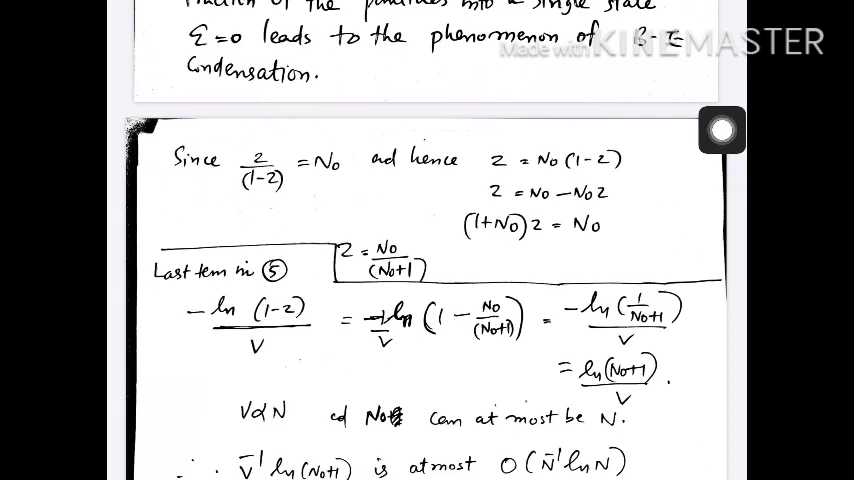 fraction of the particles into a single state
ε=0 leads to the phenomenon of B-E
Made with KINEMASTER
Condensation.
Since z/(1-z) = N0 and hence z = N0(1-z)
z = N0 - N0z
(1+N0)z = N0
z = N0/(N0+1)
Last term in ⑤
-ln(1-z)/V = -1/V ln(1 - N0/(N0+1)) = -ln(1/(N0+1))/V
= ln(N0+1)/V.
V∝N and N0 can at most be N.
∴ V⁻¹ ln(N0+1) is atmost O(N⁻¹ lnN)